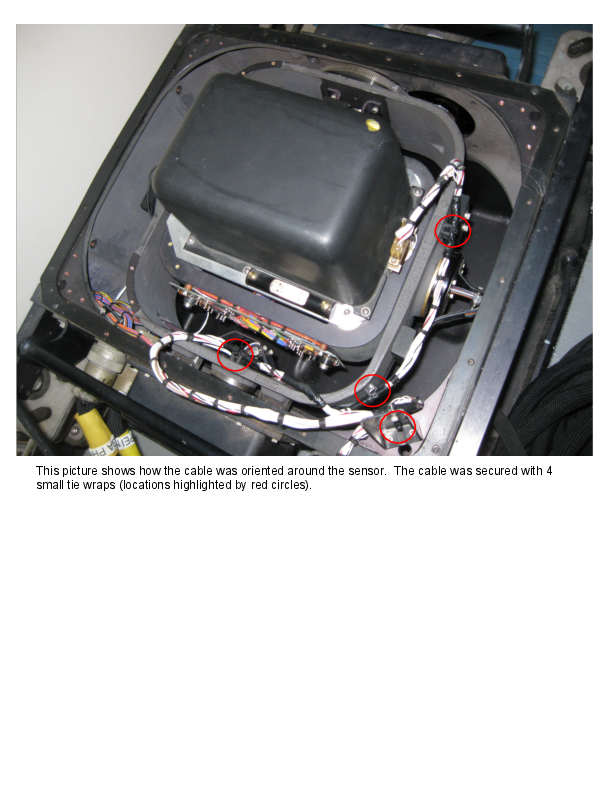 This picture shows how the cable was oriented around the sensor.  The cable was secured with 4
small tie wraps (locations highlighted by red circles).